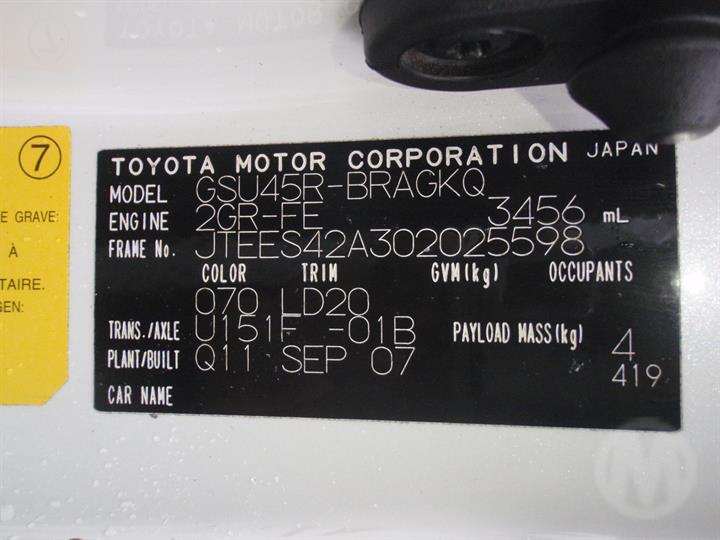 7
E GRAVE:
À
TAIRE.
GEN:
TOYOTA MOTOR CORPORATION JAPAN
MODEL GSU45R-BRAGKQ
ENGINE 2GR-FE 3456 mL
FRAME No. JTEES42A302025598
COLOR TRIM GVM(kg) OCCUPANTS
070 LD20
TRANS./AXLE U151F -01B PAYLOAD MASS(kg) 4
PLANT/BUILT Q11 SEP 07 419
CAR NAME
M